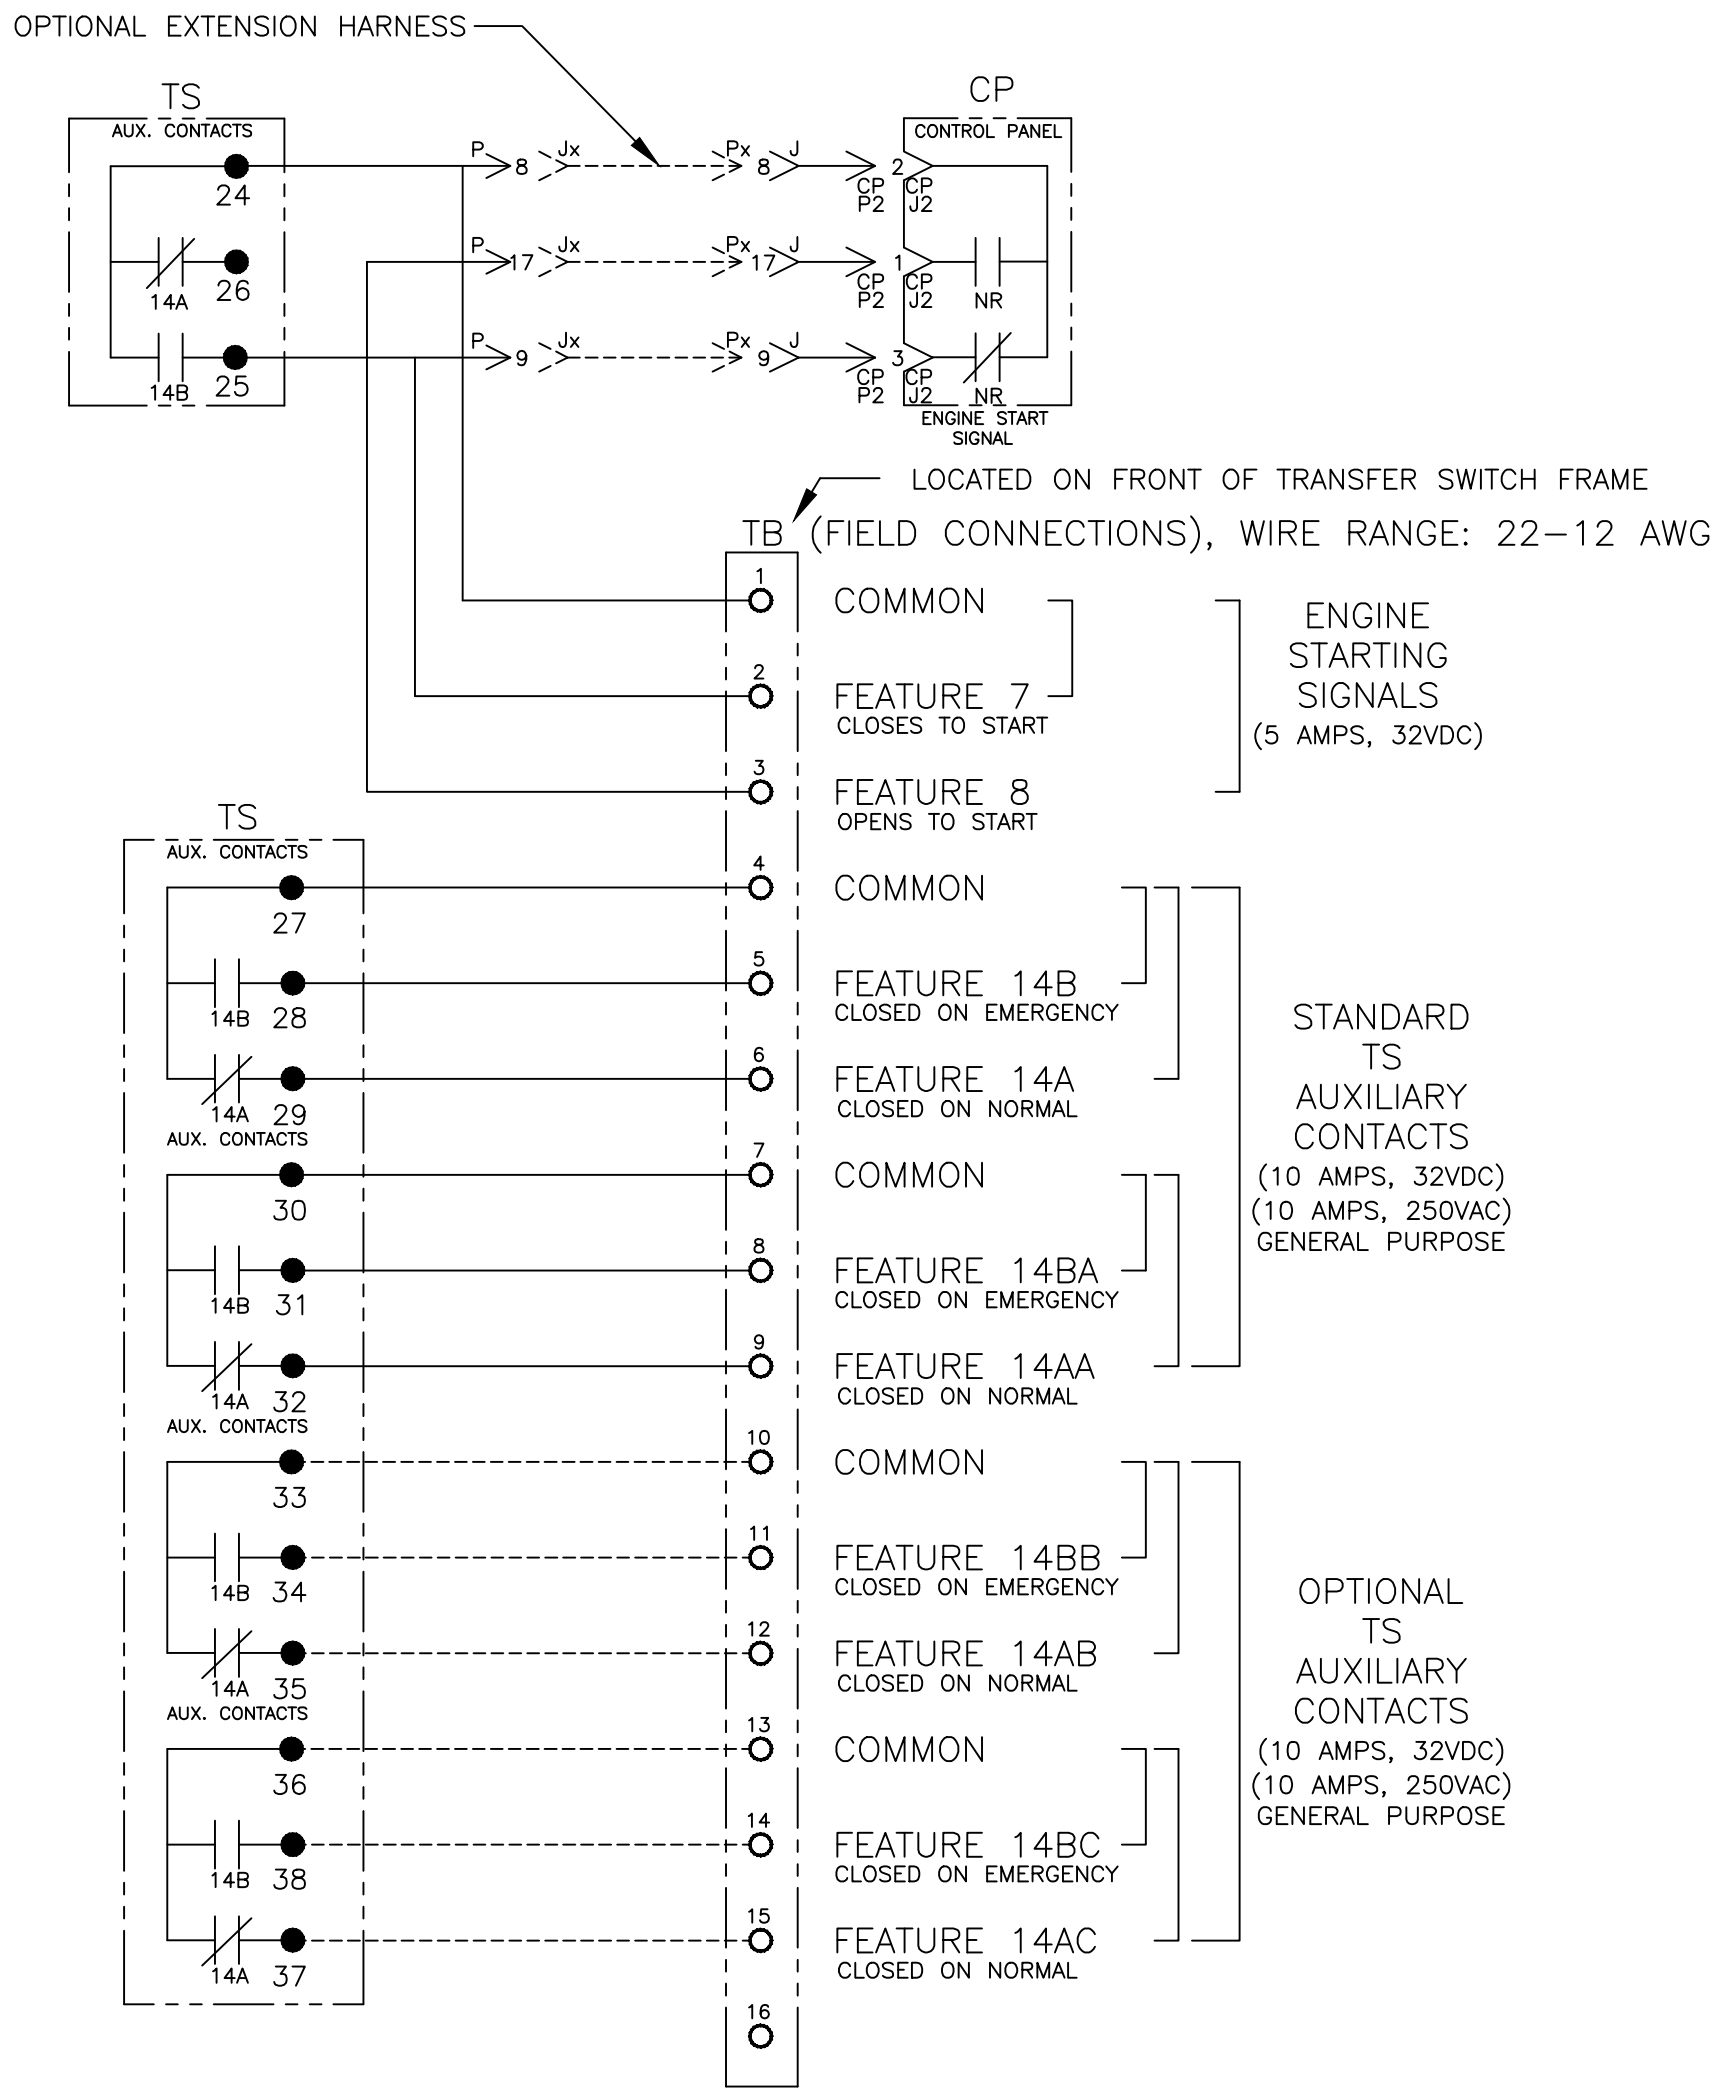 OPTIONAL EXTENSION HARNESS
TS
AUX. CONTACTS
24
14A
26
14B
25
P 8 Jx Px 8 J
CP P2
P 17 Jx Px 17 J
CP P2
P 9 Jx Px 9 J
CP P2
CP
CONTROL PANEL
2
CP J2
1
CP J2
NR
3
CP J2
NR
ENGINE START
SIGNAL
LOCATED ON FRONT OF TRANSFER SWITCH FRAME
TB (FIELD CONNECTIONS), WIRE RANGE: 22-12 AWG
1
COMMON
2
FEATURE 7
CLOSES TO START
3
FEATURE 8
OPENS TO START
ENGINE
STARTING
SIGNALS
(5 AMPS, 32VDC)
TS
AUX. CONTACTS
27
4
COMMON
14B
28
5
FEATURE 14B
CLOSED ON EMERGENCY
14A
29
6
FEATURE 14A
CLOSED ON NORMAL
AUX. CONTACTS
30
7
COMMON
14B
31
8
FEATURE 14BA
CLOSED ON EMERGENCY
14A
32
9
FEATURE 14AA
CLOSED ON NORMAL
STANDARD
TS
AUXILIARY
CONTACTS
(10 AMPS, 32VDC)
(10 AMPS, 250VAC)
GENERAL PURPOSE
AUX. CONTACTS
33
10
COMMON
14B
34
11
FEATURE 14BB
CLOSED ON EMERGENCY
14A
35
12
FEATURE 14AB
CLOSED ON NORMAL
AUX. CONTACTS
36
13
COMMON
14B
38
14
FEATURE 14BC
CLOSED ON EMERGENCY
14A
37
15
FEATURE 14AC
CLOSED ON NORMAL
16
OPTIONAL
TS
AUXILIARY
CONTACTS
(10 AMPS, 32VDC)
(10 AMPS, 250VAC)
GENERAL PURPOSE